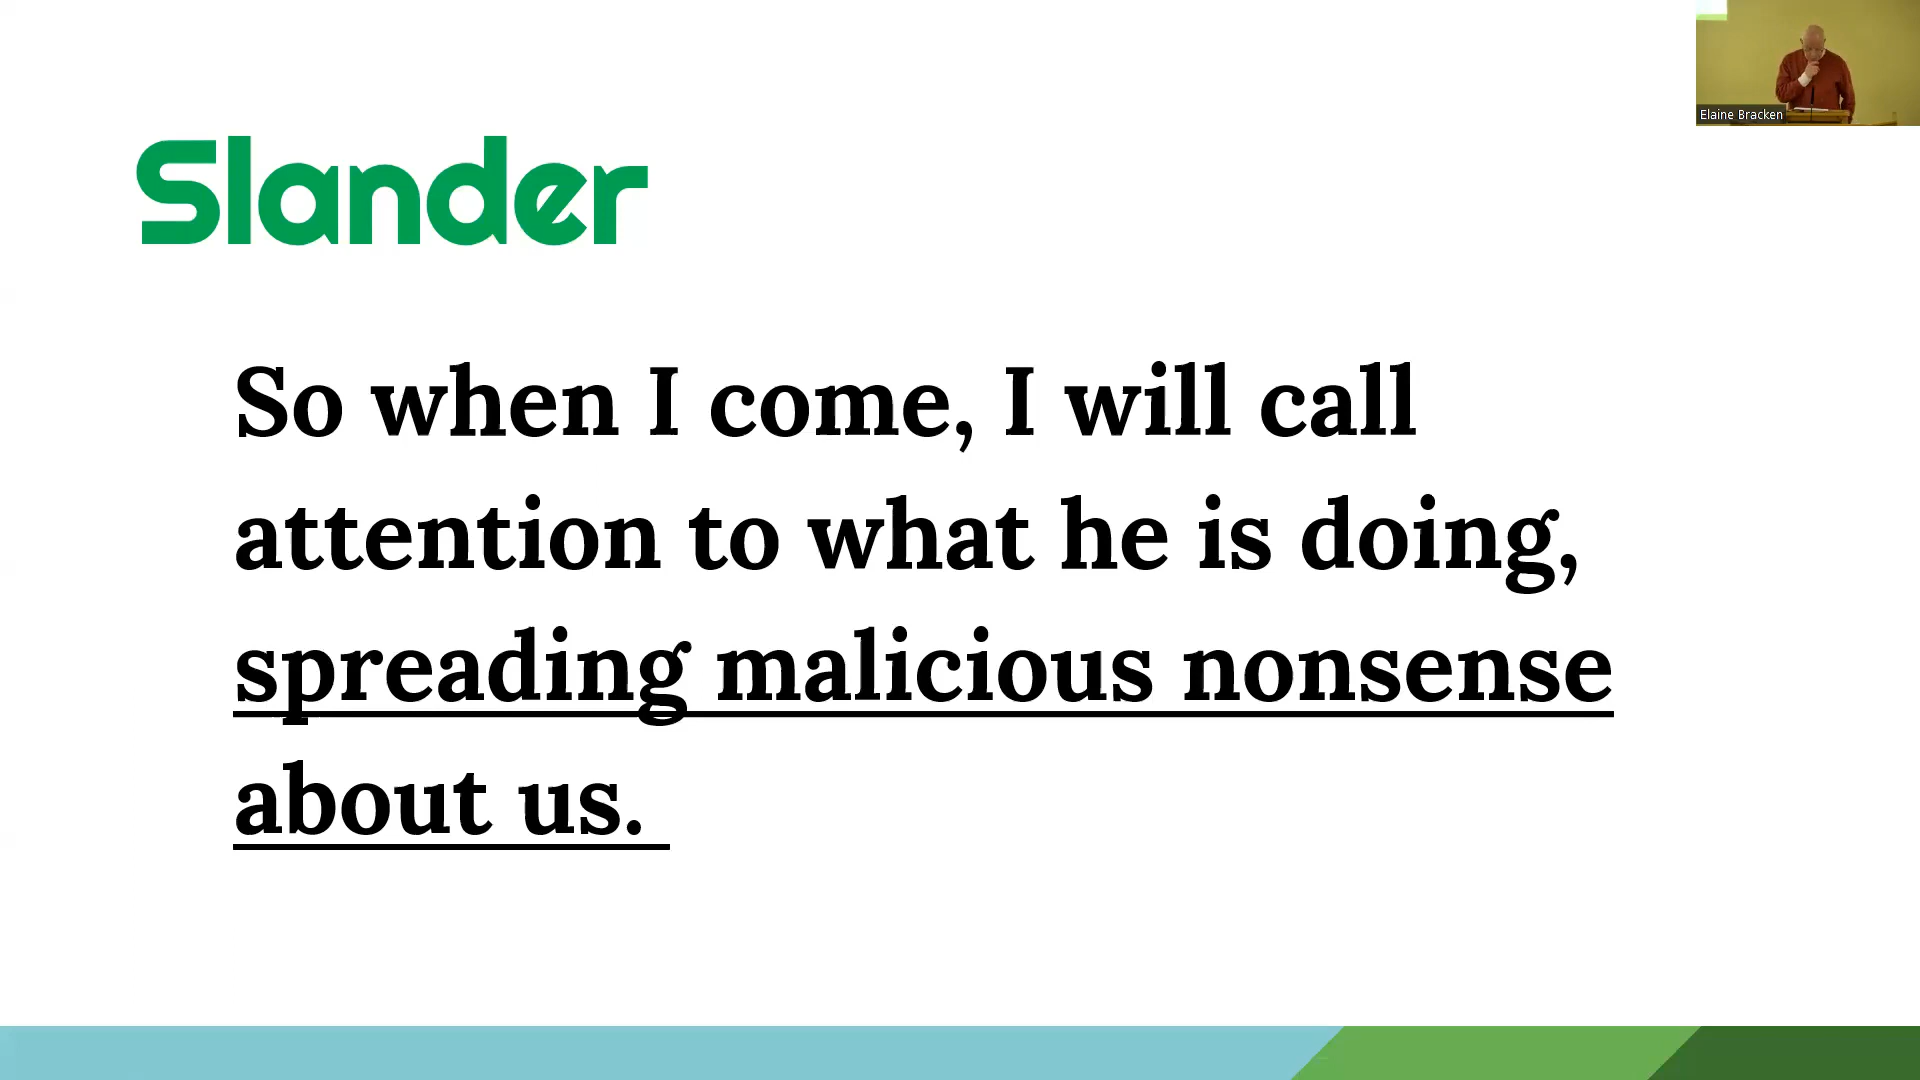 Slander
So when I come, I will call
attention to what he is doing,
spreading malicious nonsense
about us.
Elaine Bracken